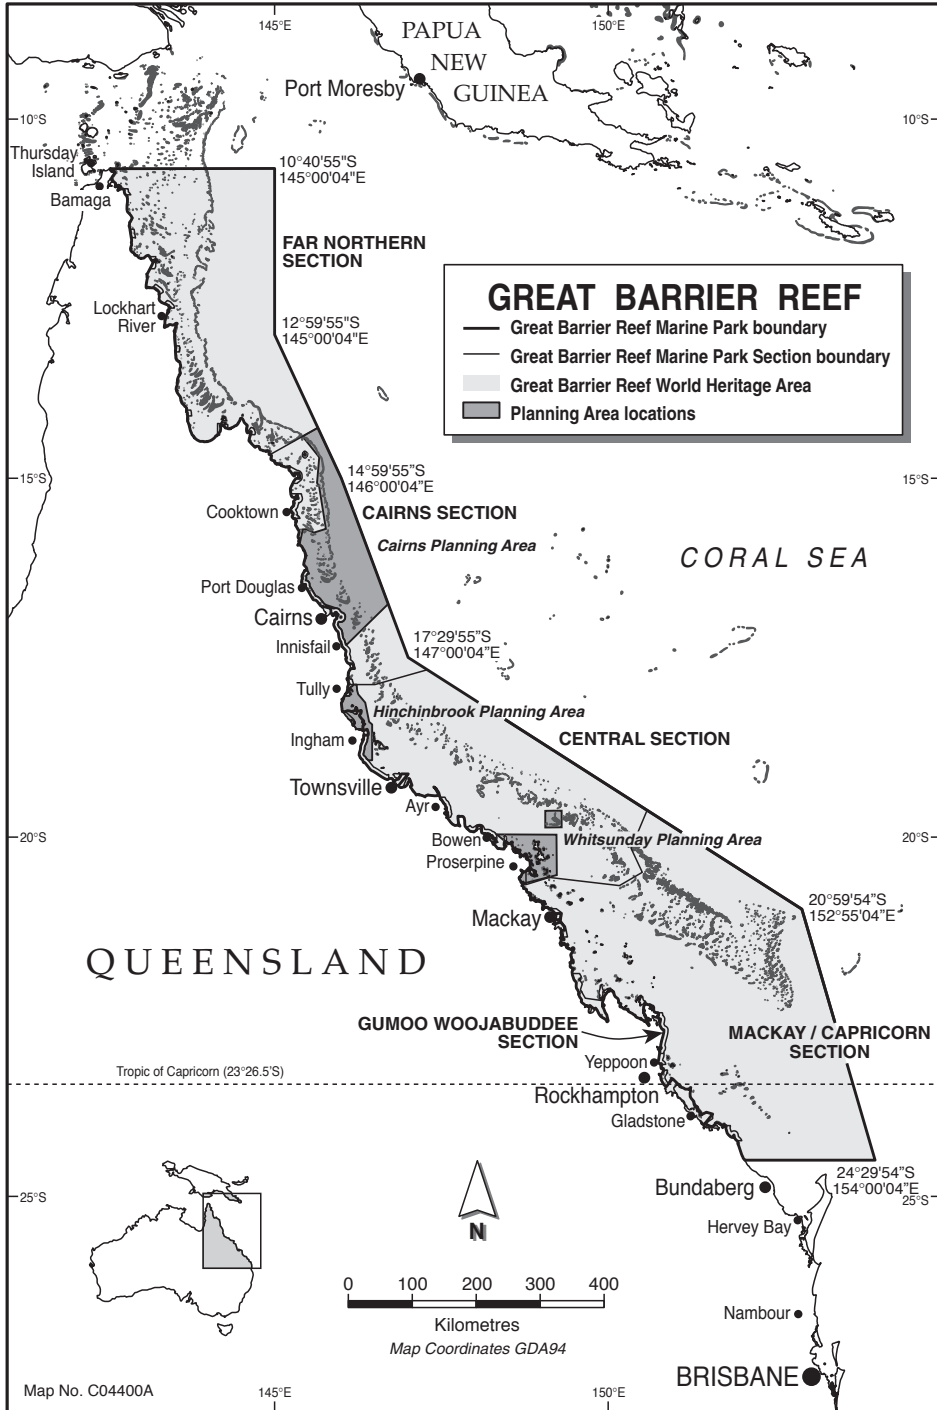 145°E
150°E
PAPUA
NEW
GUINEA
Port Moresby
10°S
10°S
Thursday
Island
Bamaga
10°40'55"S
145°00'04"E
FAR NORTHERN
SECTION
Lockhart
River
12°59'55"S
145°00'04"E
GREAT BARRIER REEF
Great Barrier Reef Marine Park boundary
Great Barrier Reef Marine Park Section boundary
Great Barrier Reef World Heritage Area
Planning Area locations
15°S
14°59'55”S
146°00'04”E
15°S
Cooktown
CAIRNS SECTION
Cairns Planning Area
CORAL SEA
Port Douglas
Cairns
Innisfail
17°29'55”S
147°00'04”E
Tully
Hinchinbrook Planning Area
Ingham
CENTRAL SECTION
Townsville
Ayr
20°S
Bowen
Whitsunday Planning Area
20°S
Proserpine
20°59'54”S
152°55'04”E
Mackay
QUEENSLAND
GUMOO WOOJABUDDEE
SECTION
MACKAY / CAPRICORN
SECTION
Yeppoon
Tropic of Capricorn (23°26.5'S)
Rockhampton
Gladstone
24°29'54”S
154°00'04”E
25°S
25°S
Bundaberg
Hervey Bay
N
0 100 200 300 400
Kilometres
Map Coordinates GDA94
Nambour
BRISBANE
Map No. C04400A
145°E
150°E